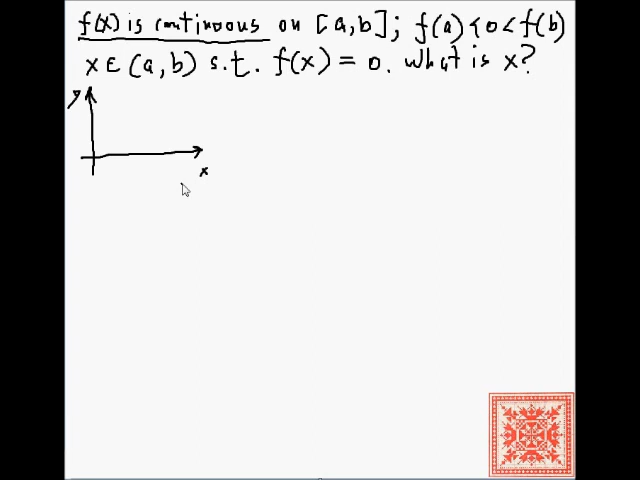 f(x) is continuous on [a,b]; f(a)<0<f(b)
x∈(a,b) s.t. f(x)=0. What is x?
y
x